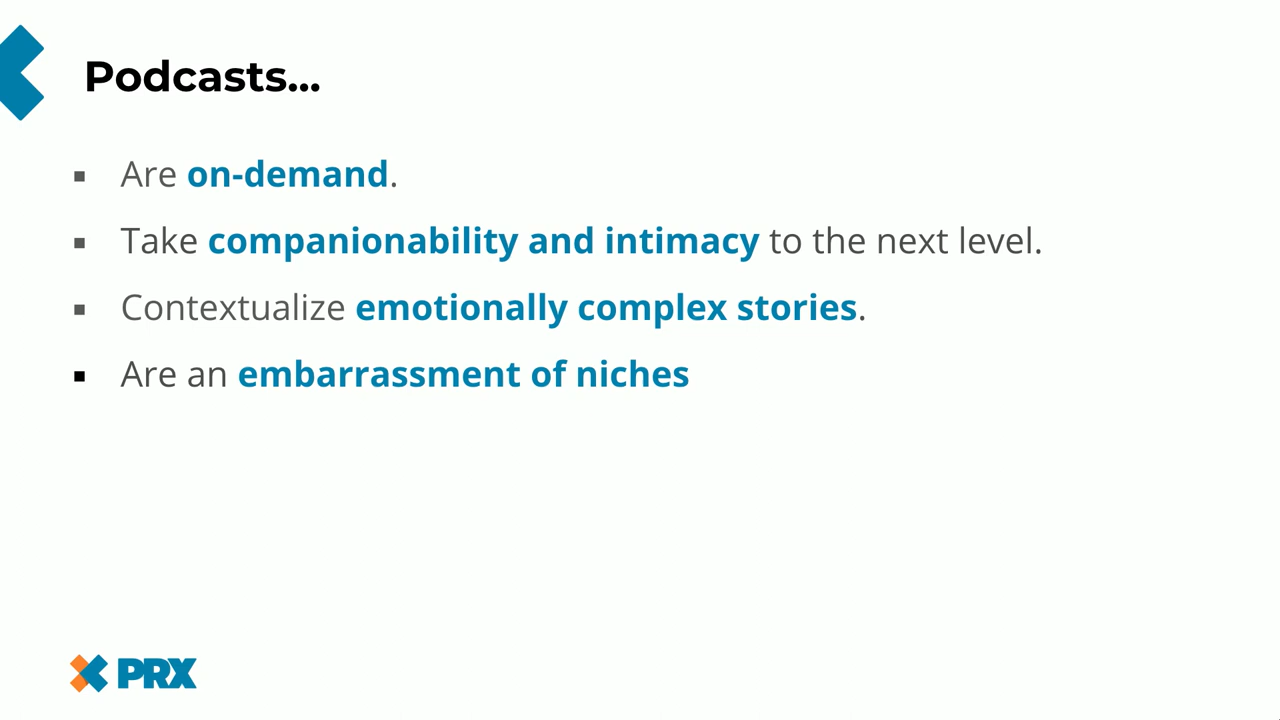 Podcasts...
▪ Are on-demand.
▪ Take companionability and intimacy to the next level.
▪ Contextualize emotionally complex stories.
▪ Are an embarrassment of niches
PRX